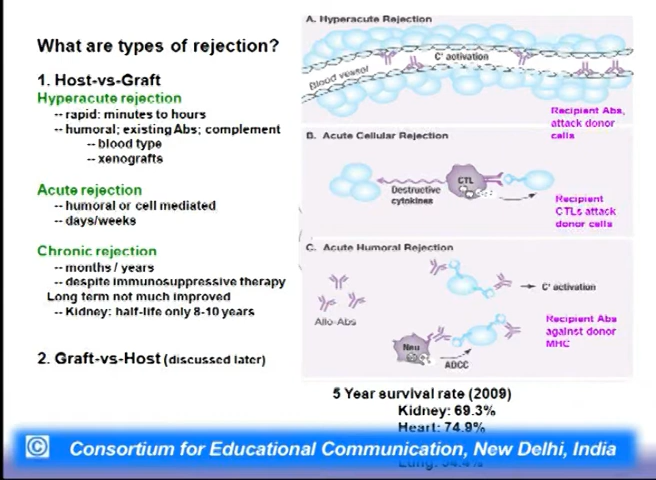 What are types of rejection?
1. Host-vs-Graft
Hyperacute rejection
-- rapid: minutes to hours
-- humoral; existing Abs; complement
-- blood type
-- xenografts
Acute rejection
-- humoral or cell mediated
-- days/weeks
Chronic rejection
-- months / years
-- despite immunosuppressive therapy
Long term not much improved
-- Kidney: half-life only 8-10 years
2. Graft-vs-Host (discussed later)
A. Hyperacute Rejection
C' activation
Blood vessel
Recipient Abs,
attack donor
cells
B. Acute Cellular Rejection
CTL
Destructive
cytokines
Recipient
CTLs attack
donor cells
C. Acute Humoral Rejection
C' activation
Allo-Abs
Recipient Abs
against donor
MHC
Neu
ADCC
5 Year survival rate (2009)
Kidney: 69.3%
Heart: 74.9%
© Consortium for Educational Communication, New Delhi, India